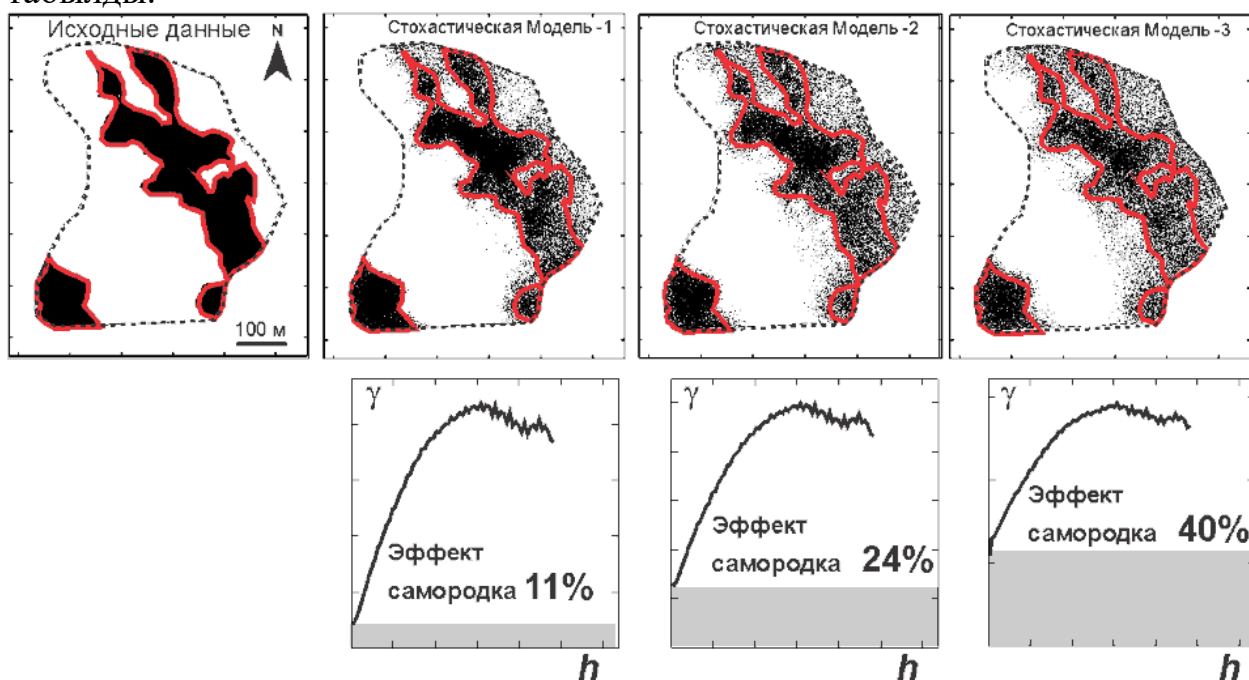 табылды.
Исходные данные
N
100 м
Стохастическая Модель -1
Стохастическая Модель -2
Стохастическая Модель -3
γ
Эффект
самородка 11%
h
γ
Эффект
самородка 24%
h
γ
Эффект
самородка 40%
h